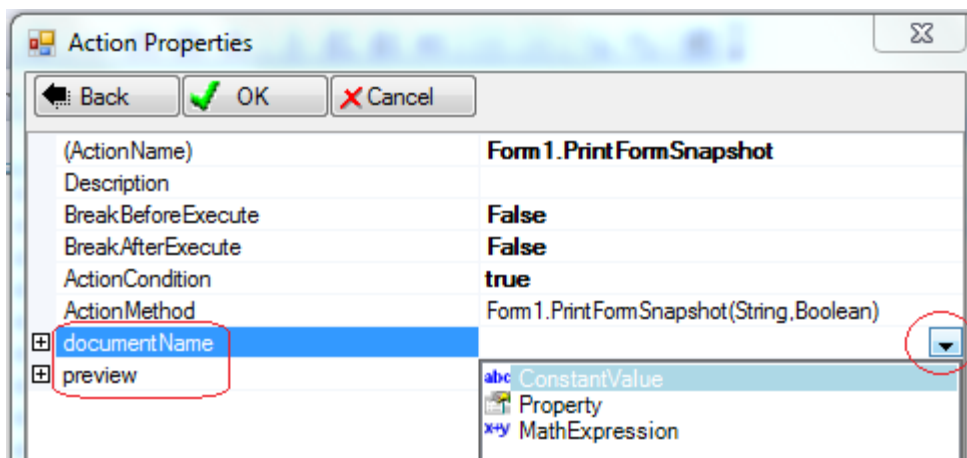 Action Properties
Back OK Cancel
(ActionName) Form1.PrintFormSnapshot
Description
BreakBeforeExecute False
BreakAfterExecute False
ActionCondition true
ActionMethod Form1.PrintFormSnapshot(String,Boolean)
documentName
preview
abc ConstantValue
Property
x+y MathExpression